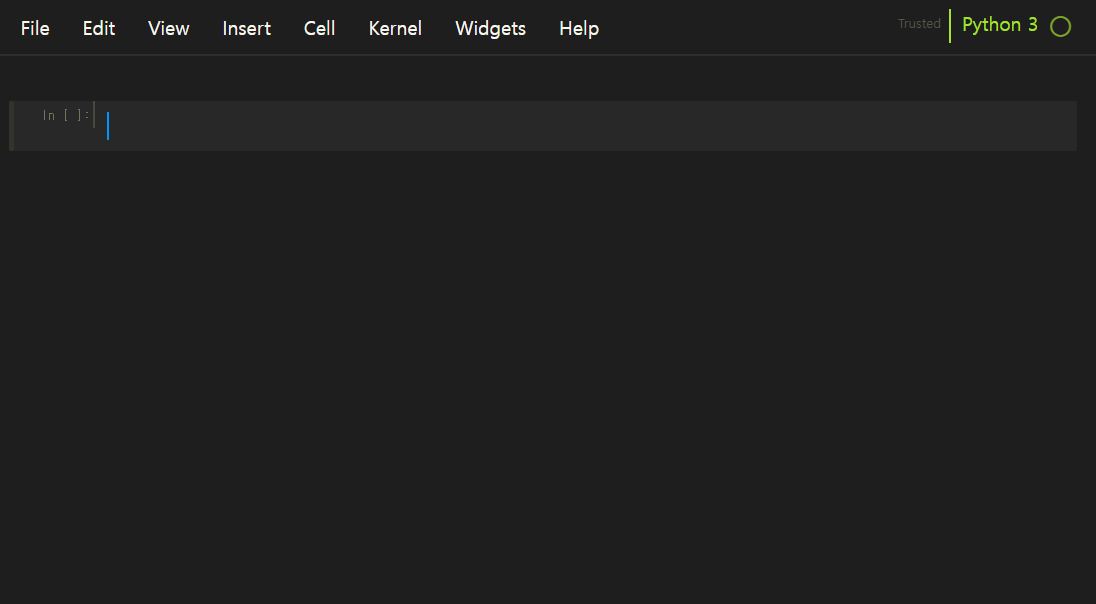 File Edit View Insert Cell Kernel Widgets Help Trusted Python 3
In [ ]: